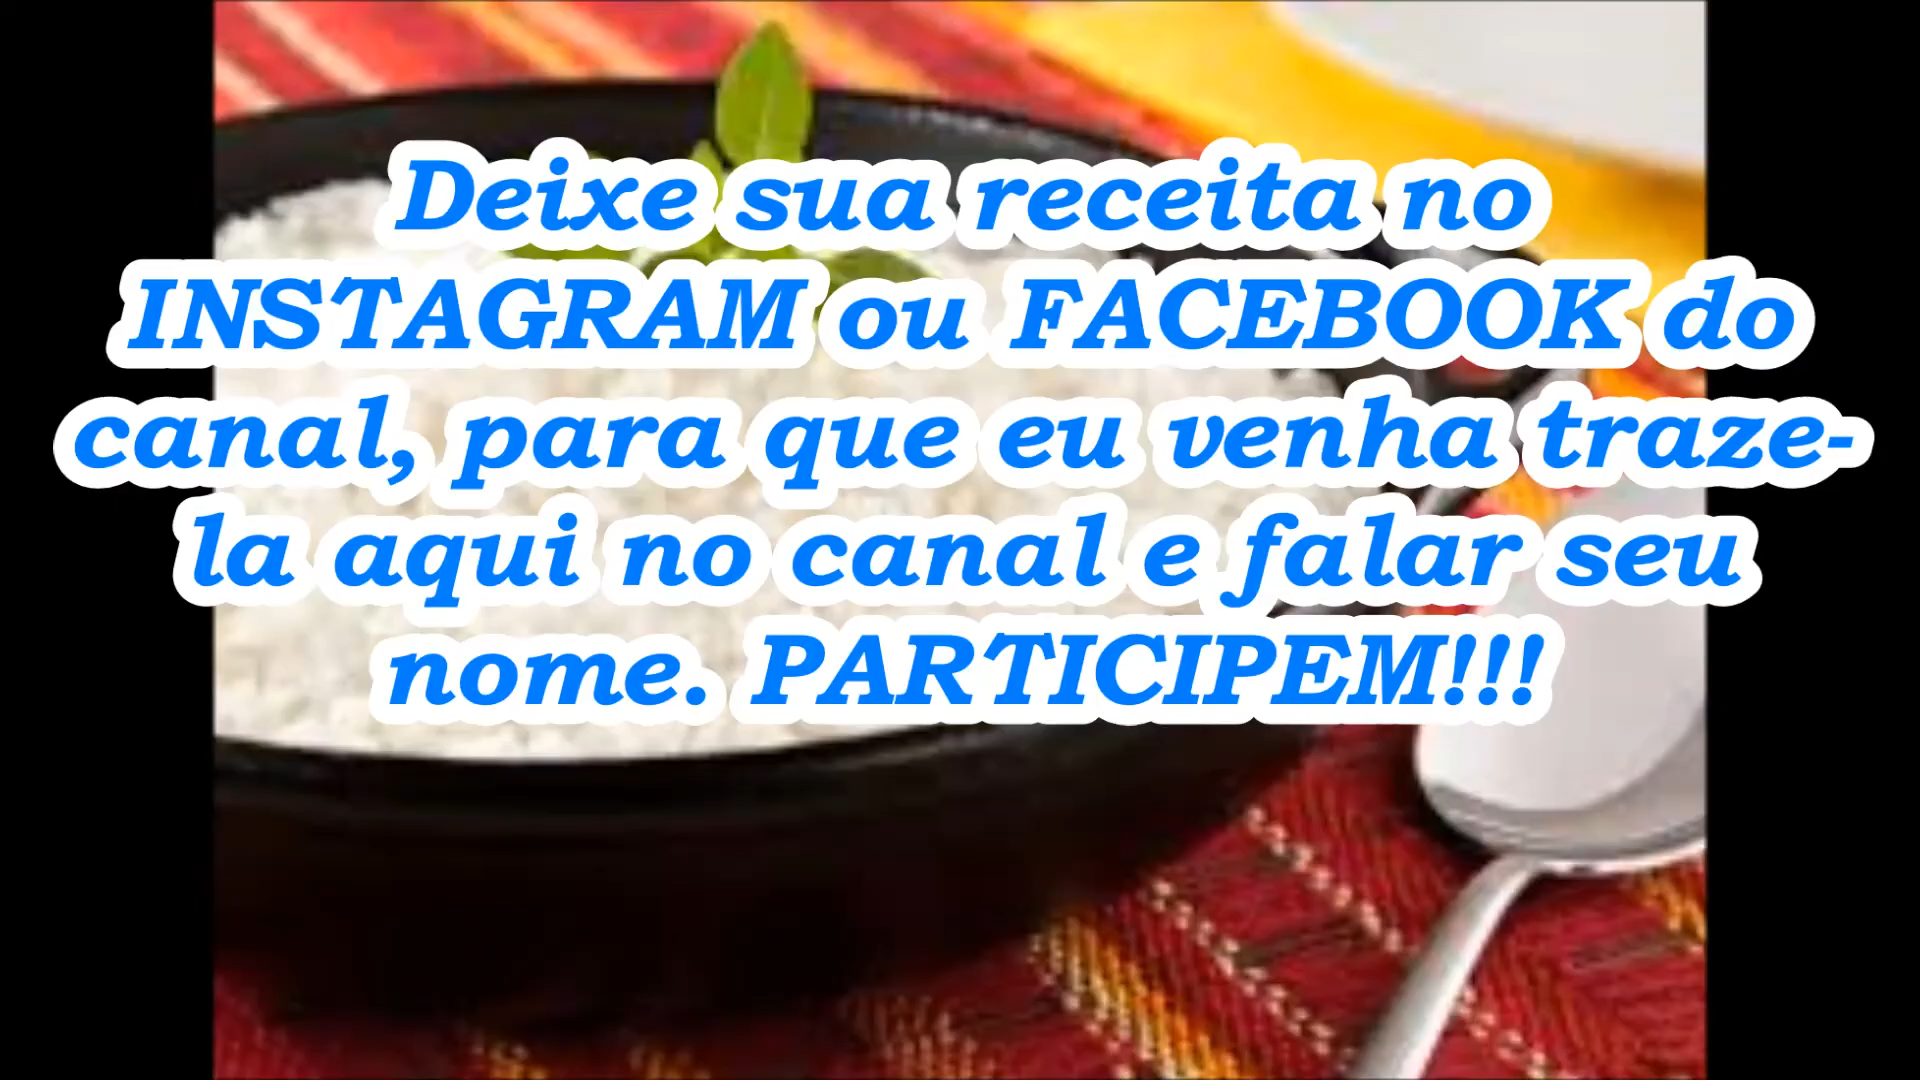 Deixe sua receita no
INSTAGRAM ou FACEBOOK do
canal, para que eu venha traze-
la aqui no canal e falar seu
nome. PARTICIPEM!!!